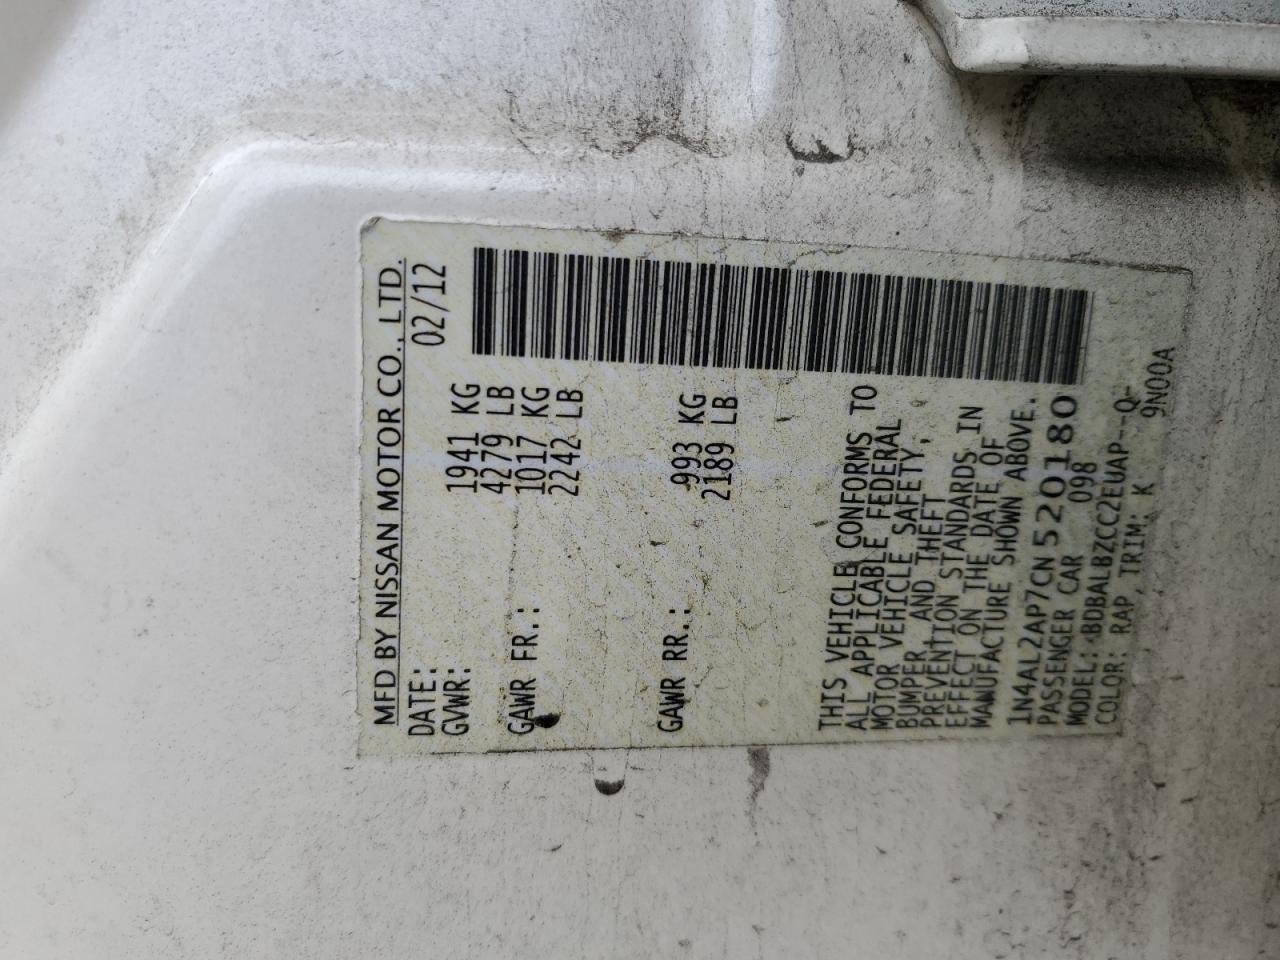 MFD BY NISSAN MOTOR CO., LTD.
DATE: 02/12
GVWR: 1941 KG
4279 LB
GAWR FR.: 1017 KG
2242 LB
GAWR RR.: 993 KG
2189 LB
THIS VEHICLE CONFORMS TO
ALL APPLICABLE FEDERAL
MOTOR VEHICLE SAFETY,
BUMPER AND THEFT
PREVENTION STANDARDS IN
EFFECT ON THE DATE OF
MANUFACTURE SHOWN ABOVE.
1N4AL2AP7CN520180
PASSENGER CAR 098
MODEL: BDBALBZCC2EUAP--Q-
COLOR: RAP, TRIM: K 9N00A